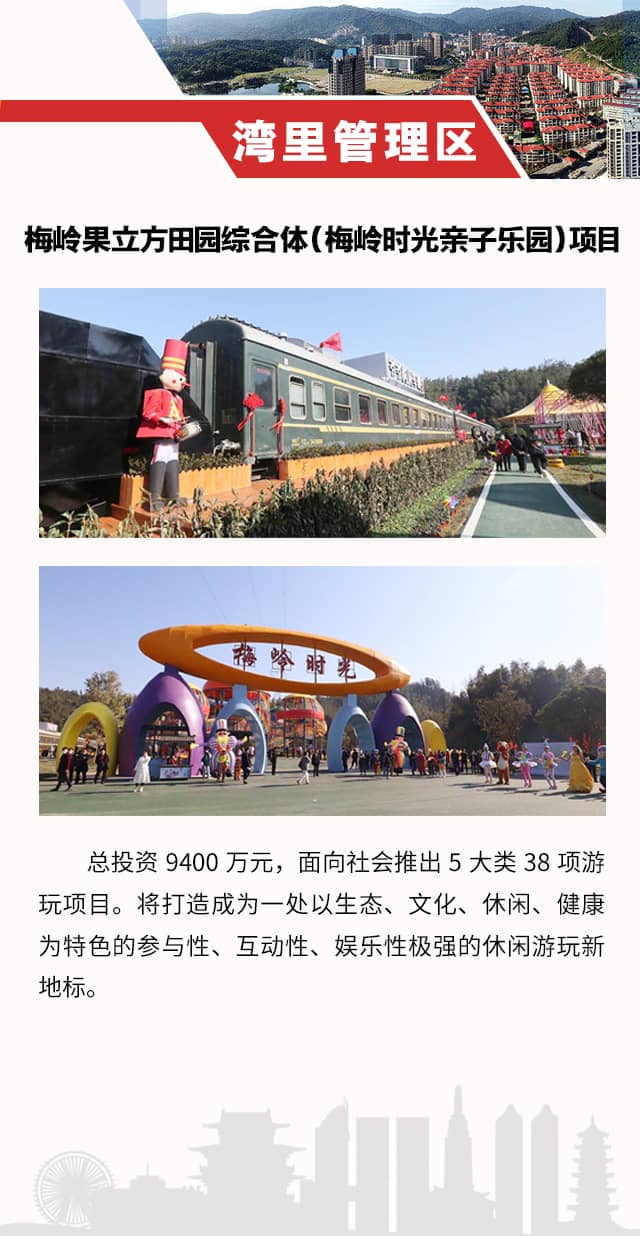 湾里管理区
梅岭果立方田园综合体(梅岭时光亲子乐园)项目
梅岭时光
总投资 9400 万元，面向社会推出 5 大类 38 项游
玩项目。将打造成为一处以生态、文化、休闲、健康
为特色的参与性、互动性、娱乐性极强的休闲游玩新
地标。